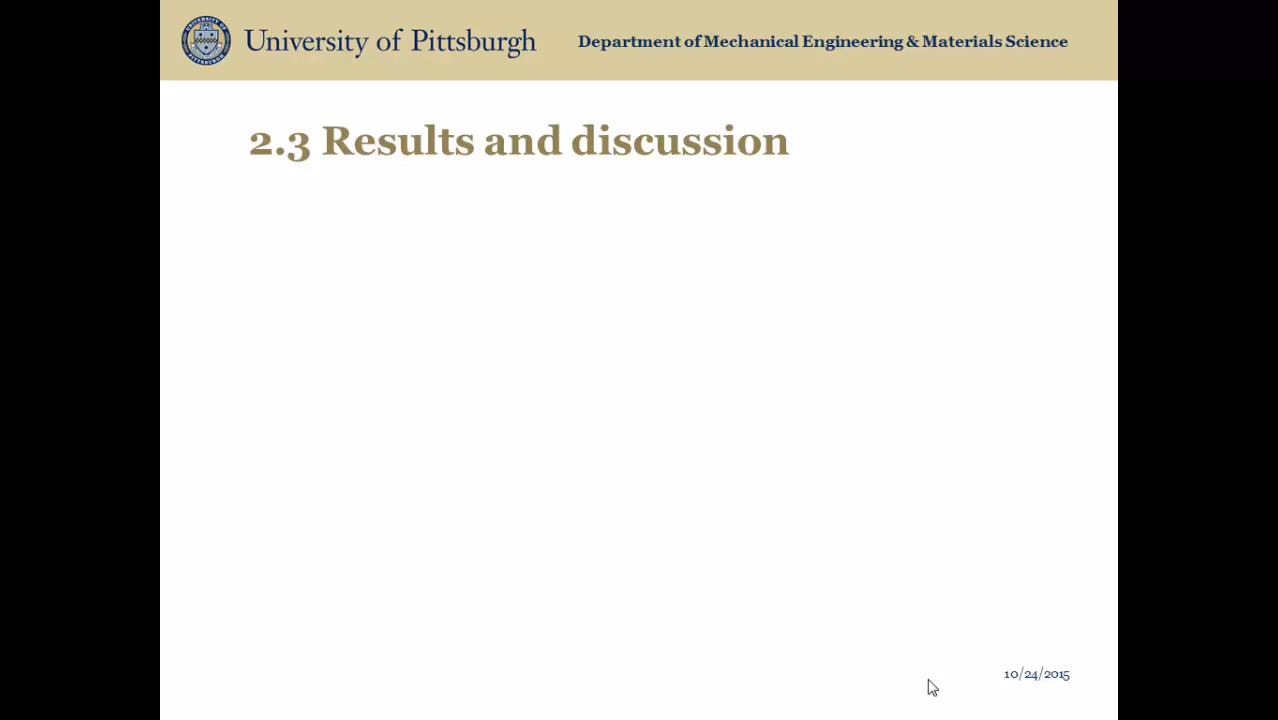 University of Pittsburgh
Department of Mechanical Engineering & Materials Science
2.3 Results and discussion
10/24/2015